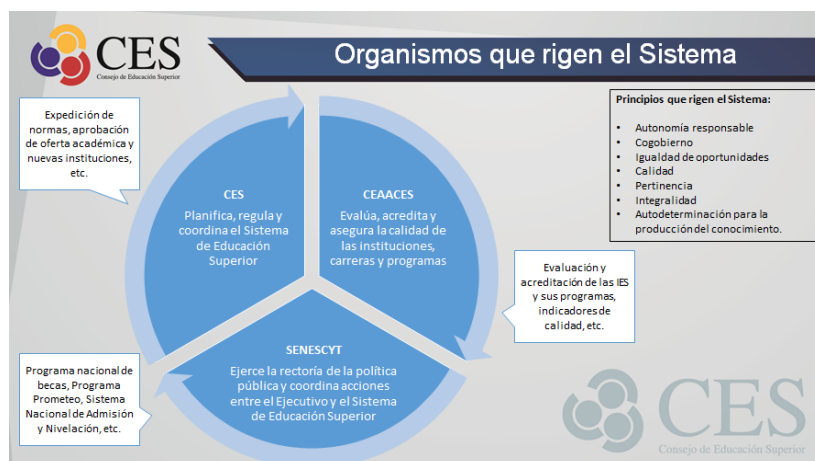 CES
Consejo de Educación Superior
Organismos que rigen el Sistema
Expedición de
normas, aprobación
de oferta académica y
nuevas instituciones,
etc.
Principios que rigen el Sistema:
• Autonomía responsable
• Cogobierno
• Igualdad de oportunidades
• Calidad
• Pertinencia
• Integralidad
• Autodeterminación para la
producción del conocimiento.
CES
Planifica, regula y
coordina el Sistema
de Educación
Superior
CEAACES
Evalúa, acredita y
asegura la calidad de
las instituciones,
carreras y programas
Evaluación y
acreditación de las IES
y sus programas,
indicadores de
calidad, etc.
SENESCYT
Ejerce la rectoría de la política
pública y coordina acciones
entre el Ejecutivo y el Sistema
de Educación Superior
Programa nacional de
becas, Programa
Prometeo, Sistema
Nacional de Admisión
y Nivelación, etc.
CES
Consejo de Educación Superior